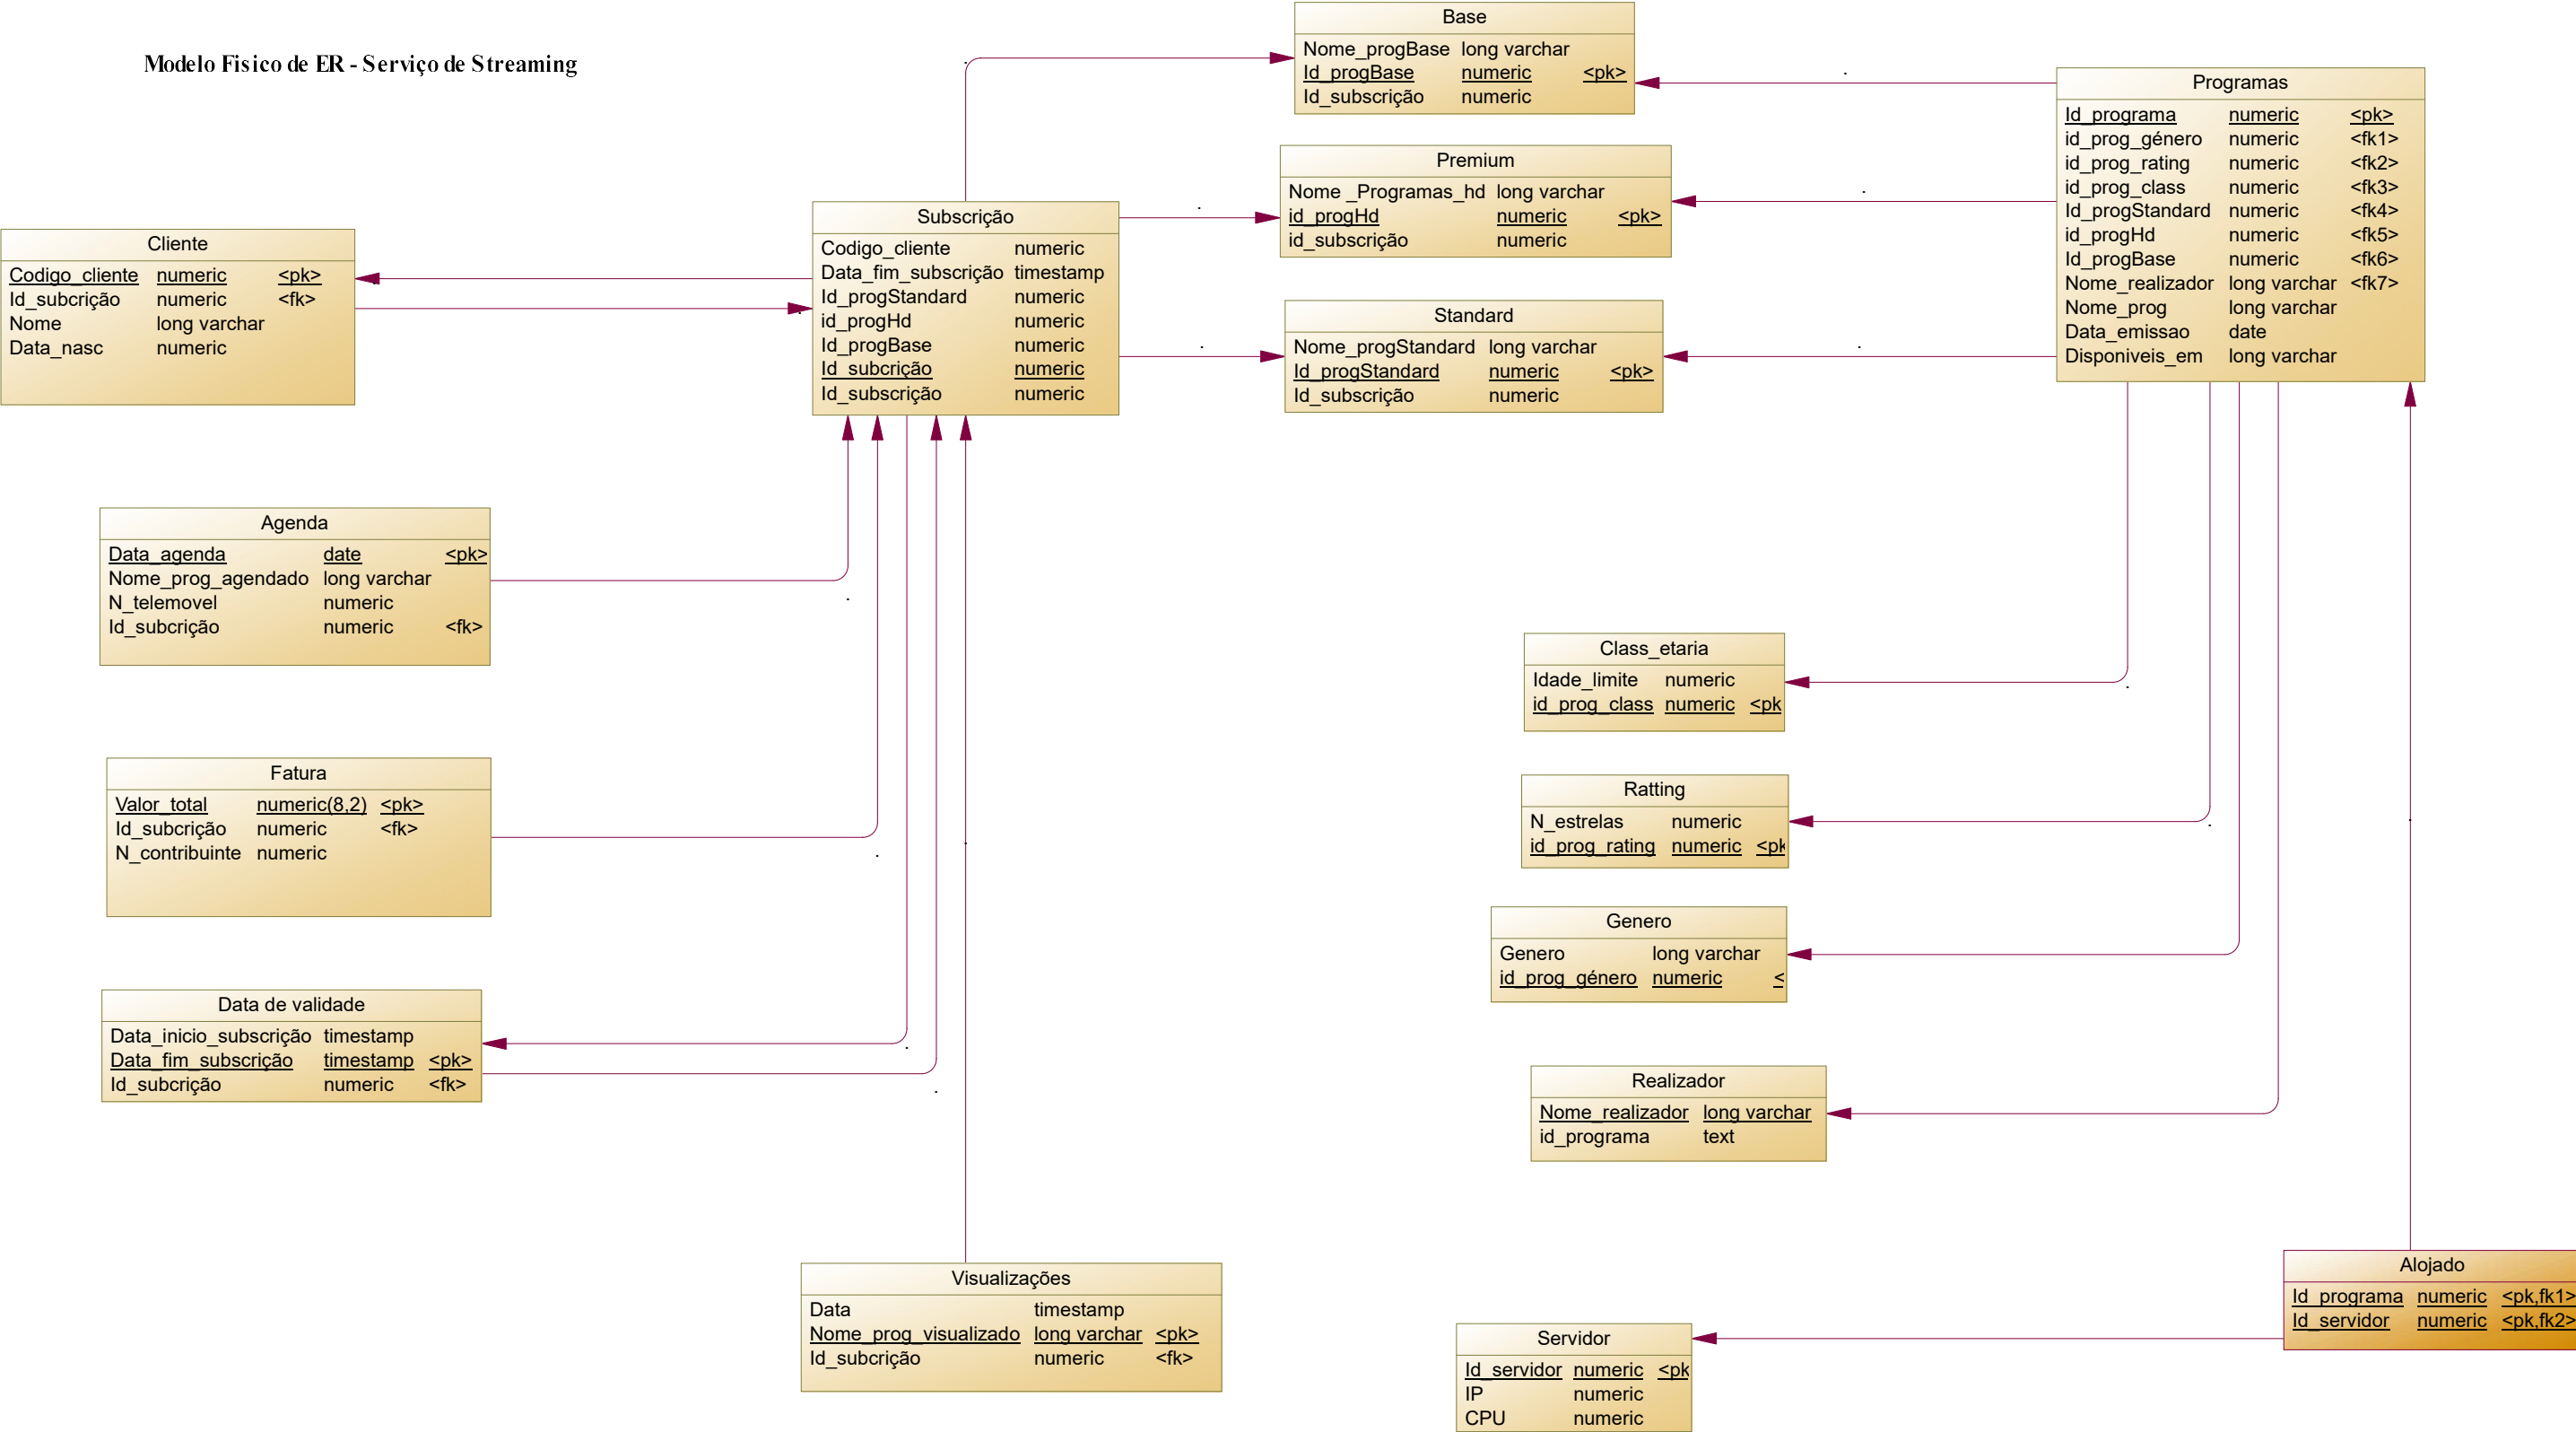 Modelo Fisico de ER - Serviço de Streaming
Base
Nome_progBase long varchar
Id_progBase numeric <pk>
Id_subscrição numeric
Programas
Id_programa numeric <pk>
id_prog_género numeric <fk1>
id_prog_rating numeric <fk2>
id_prog_class numeric <fk3>
Id_progStandard numeric <fk4>
id_progHd numeric <fk5>
Id_progBase numeric <fk6>
Nome_realizador long varchar <fk7>
Nome_prog long varchar
Data_emissao date
Disponiveis_em long varchar
Premium
Nome _Programas_hd long varchar
id_progHd numeric <pk>
id_subscrição numeric
Subscrição
Codigo_cliente numeric
Data_fim_subscrição timestamp
Id_progStandard numeric
id_progHd numeric
Id_progBase numeric
Id_subcrição numeric
Id_subscrição numeric
Cliente
Codigo_cliente numeric <pk>
Id_subcrição numeric <fk>
Nome long varchar
Data_nasc numeric
Standard
Nome_progStandard long varchar
Id_progStandard numeric <pk>
Id_subscrição numeric
Agenda
Data_agenda date <pk>
Nome_prog_agendado long varchar
N_telemovel numeric
Id_subcrição numeric <fk>
Class_etaria
Idade_limite numeric
id_prog_class numeric <pk
Fatura
Valor_total numeric(8,2) <pk>
Id_subcrição numeric <fk>
N_contribuinte numeric
Ratting
N_estrelas numeric
id_prog_rating numeric <pk
Genero
Genero long varchar
id_prog_género numeric <
Data de validade
Data_inicio_subscrição timestamp
Data_fim_subscrição timestamp <pk>
Id_subcrição numeric <fk>
Realizador
Nome_realizador long varchar
id_programa text
Visualizações
Data timestamp
Nome_prog_visualizado long varchar <pk>
Id_subcrição numeric <fk>
Alojado
Id_programa numeric <pk,fk1>
Id_servidor numeric <pk,fk2>
Servidor
Id_servidor numeric <pk
IP numeric
CPU numeric